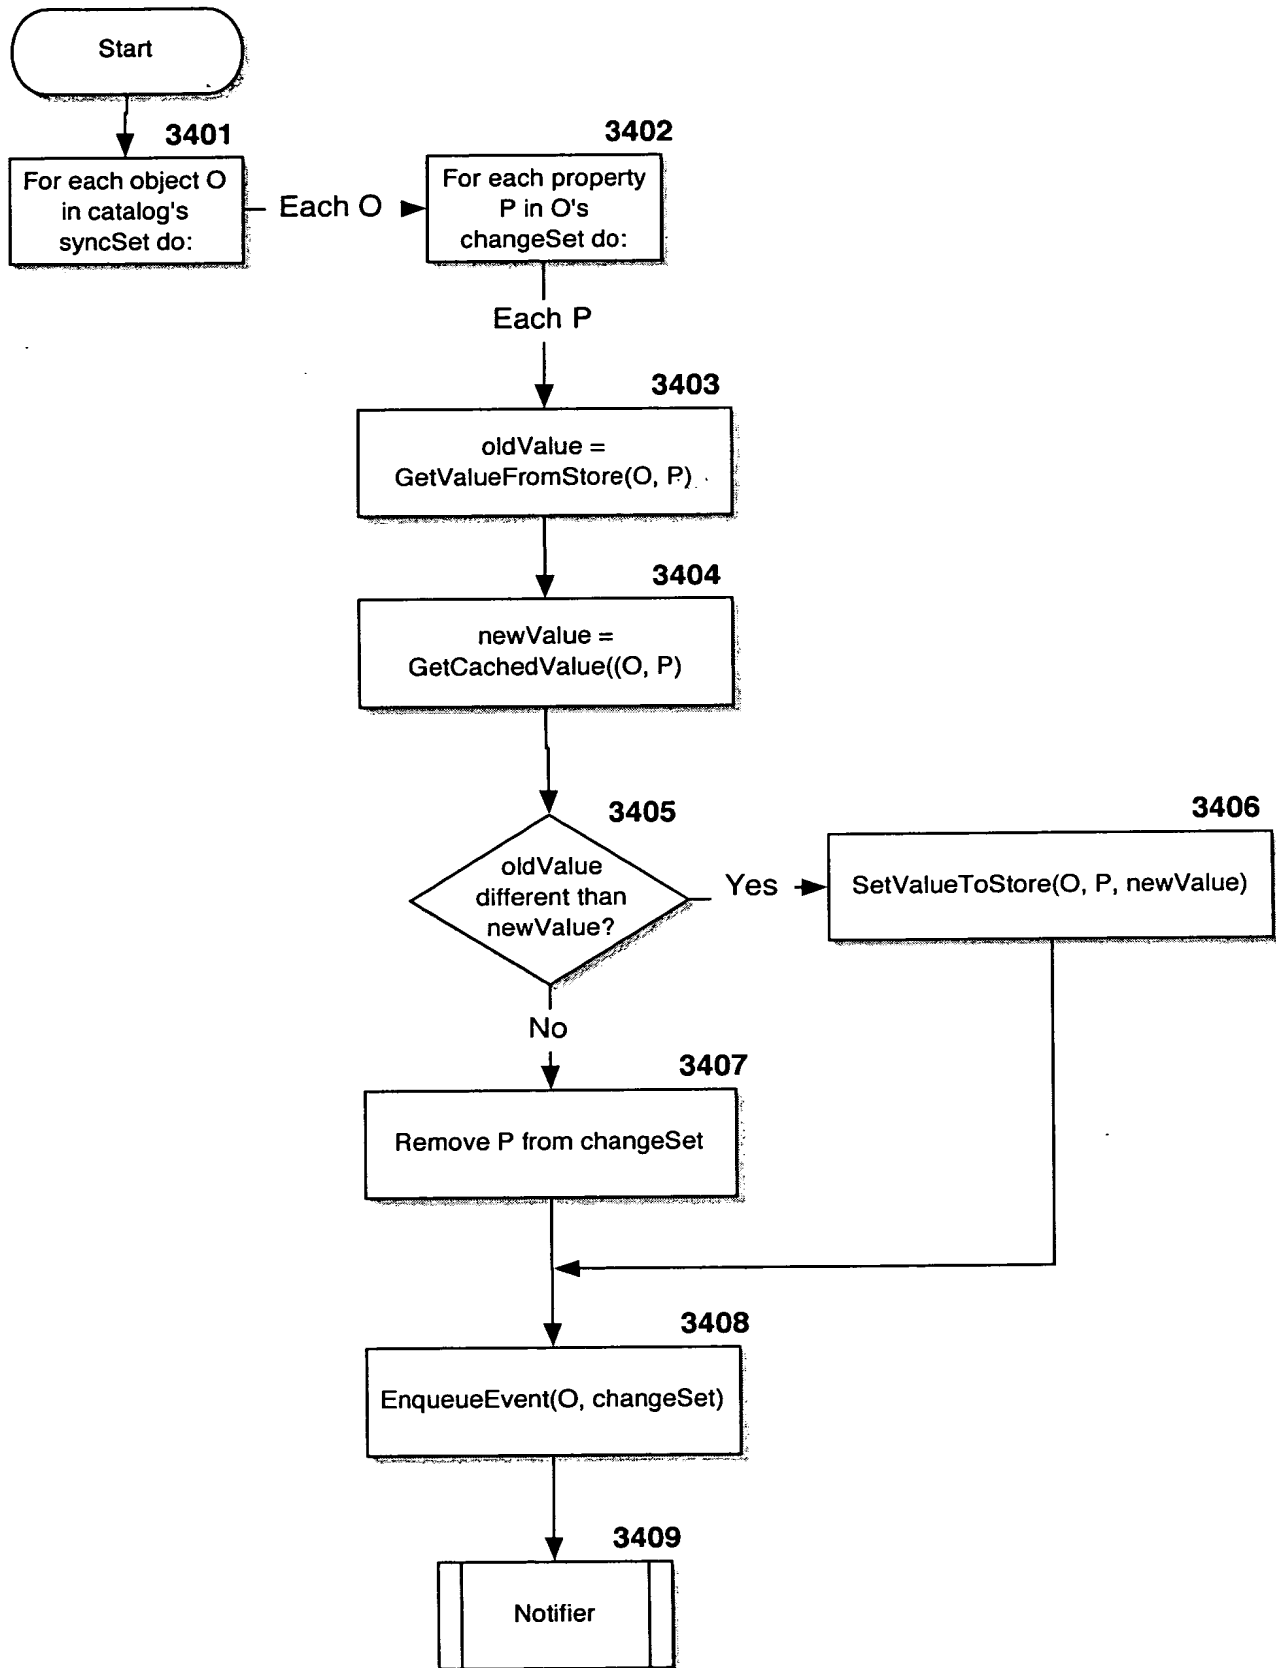 Start
3401
For each object O
in catalog's
syncSet do:
Each O
3402
For each property
P in O's
changeSet do:
Each P
3403
oldValue =
GetValueFromStore(O, P)
3404
newValue =
GetCachedValue((O, P)
3405
oldValue
different than
newValue?
Yes
3406
SetValueToStore(O, P, newValue)
No
3407
Remove P from changeSet
3408
EnqueueEvent(O, changeSet)
3409
Notifier